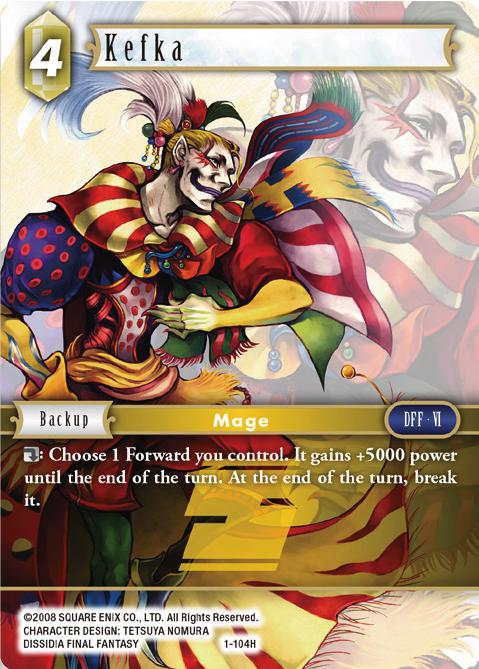 4
Kefka
Backup
Mage
DFF · VI
: Choose 1 Forward you control. It gains +5000 power
until the end of the turn. At the end of the turn, break
it.
©2008 SQUARE ENIX CO., LTD. All Rights Reserved.
CHARACTER DESIGN: TETSUYA NOMURA
DISSIDIA FINAL FANTASY
1-104H